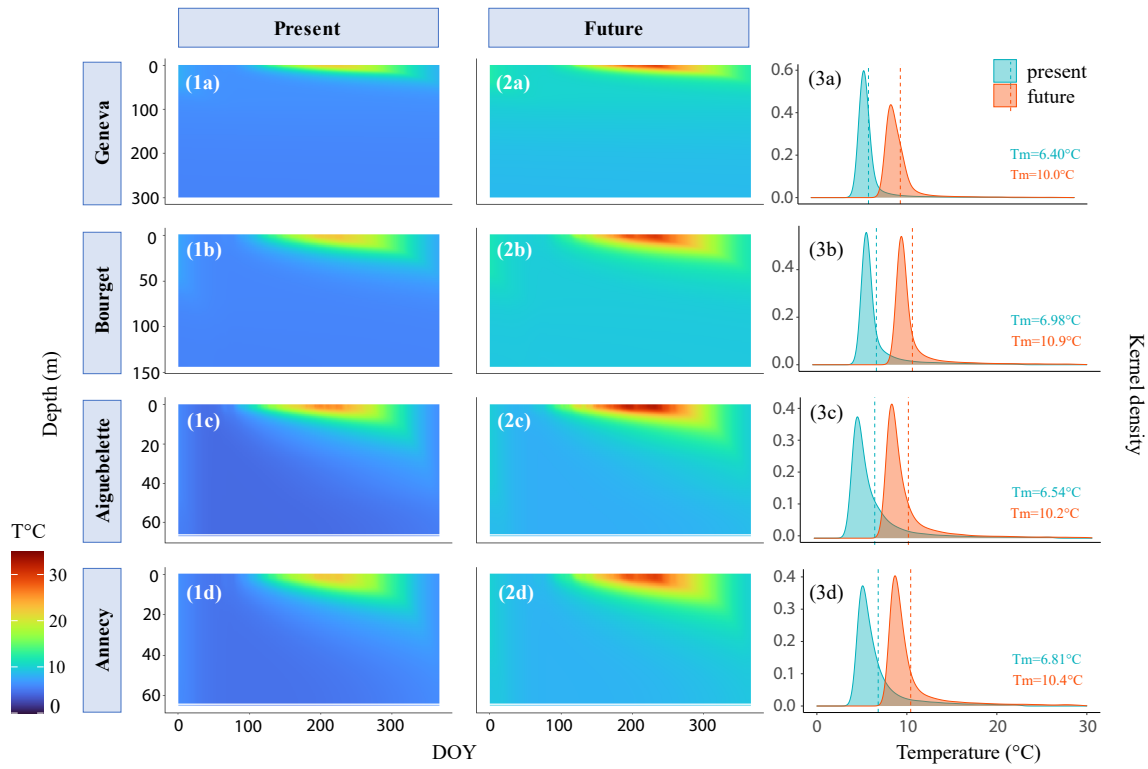 Present
Future
Geneva
(1a)
0
100
200
300
(2a)
(3a)
0.6
0.4
0.2
0.0
present
future
Tm=6.40°C
Tm=10.0°C
Bourget
(1b)
0
50
100
150
(2b)
(3b)
0.4
0.2
0.0
Tm=6.98°C
Tm=10.9°C
Depth (m)
Kernel density
Aiguebelette
(1c)
0
20
40
60
(2c)
(3c)
0.4
0.3
0.1
0.0
Tm=6.54°C
Tm=10.2°C
T°C
30
20
10
0
Annecy
(1d)
0
20
40
60
(2d)
(3d)
0.4
0.3
0.1
0.0
Tm=6.81°C
Tm=10.4°C
0 100 200 300
0 100 200 300
0 10 20 30
DOY
Temperature (°C)